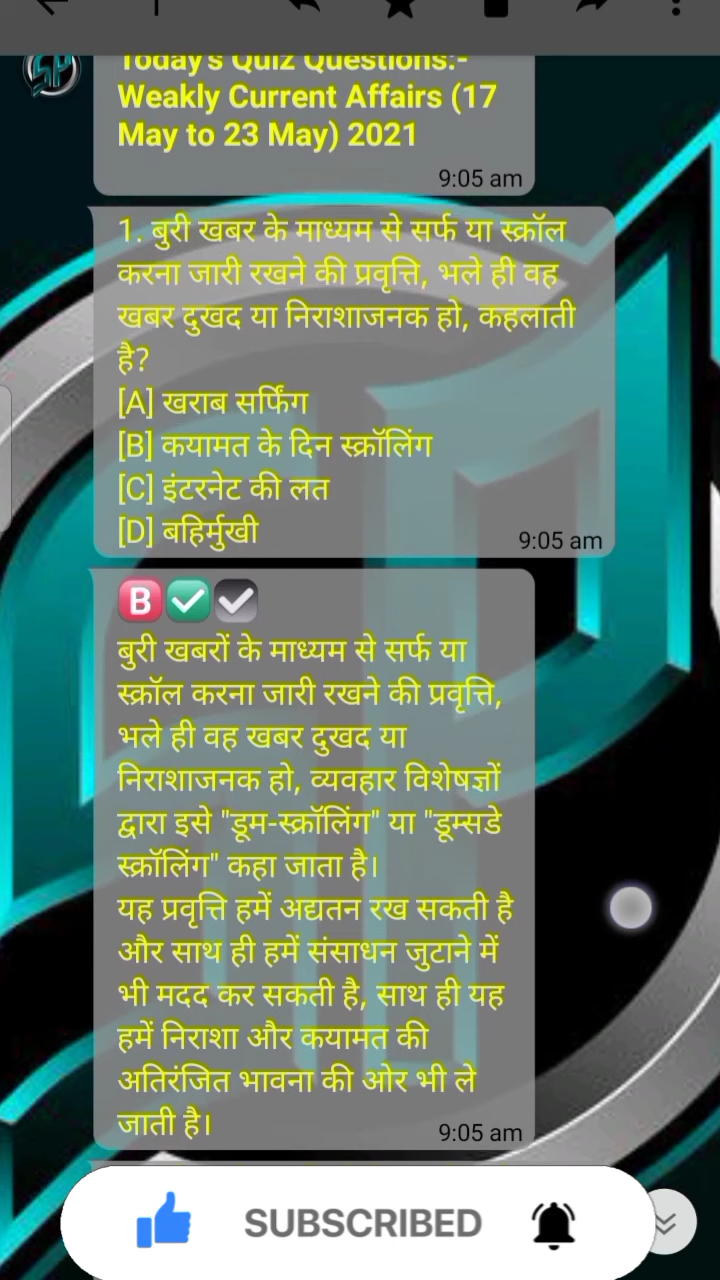 Today's Quiz Questions:-
Weakly Current Affairs (17
May to 23 May) 2021
9:05 am
1. बुरी खबर के माध्यम से सर्फ या स्क्रॉल
करना जारी रखने की प्रवृत्ति, भले ही वह
खबर दुखद या निराशाजनक हो, कहलाती
है?
[A] खराब सर्फिंग
[B] कयामत के दिन स्क्रॉलिंग
[C] इंटरनेट की लत
[D] बहिर्मुखी
9:05 am
B
बुरी खबरों के माध्यम से सर्फ या
स्क्रॉल करना जारी रखने की प्रवृत्ति,
भले ही वह खबर दुखद या
निराशाजनक हो, व्यवहार विशेषज्ञों
द्वारा इसे "डूम-स्क्रॉलिंग" या "डूम्सडे
स्क्रॉलिंग" कहा जाता है।
यह प्रवृत्ति हमें अद्यतन रख सकती है
और साथ ही हमें संसाधन जुटाने में
भी मदद कर सकती है, साथ ही यह
हमें निराशा और कयामत की
अतिरंजित भावना की ओर भी ले
जाती है।
9:05 am
SUBSCRIBED